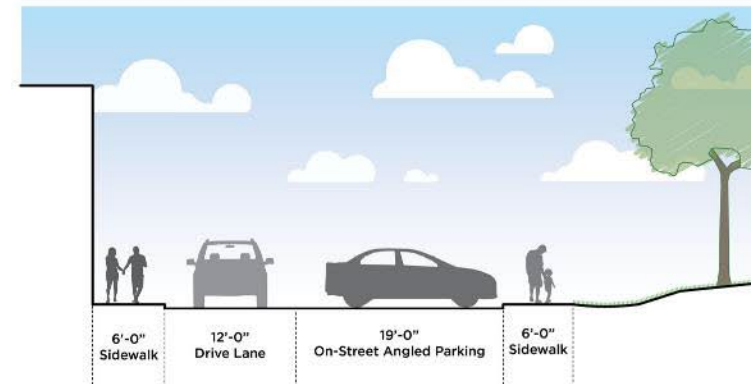 6'-0"
Sidewalk
12'-0"
Drive Lane
19'-0"
On-Street Angled Parking
6'-0"
Sidewalk